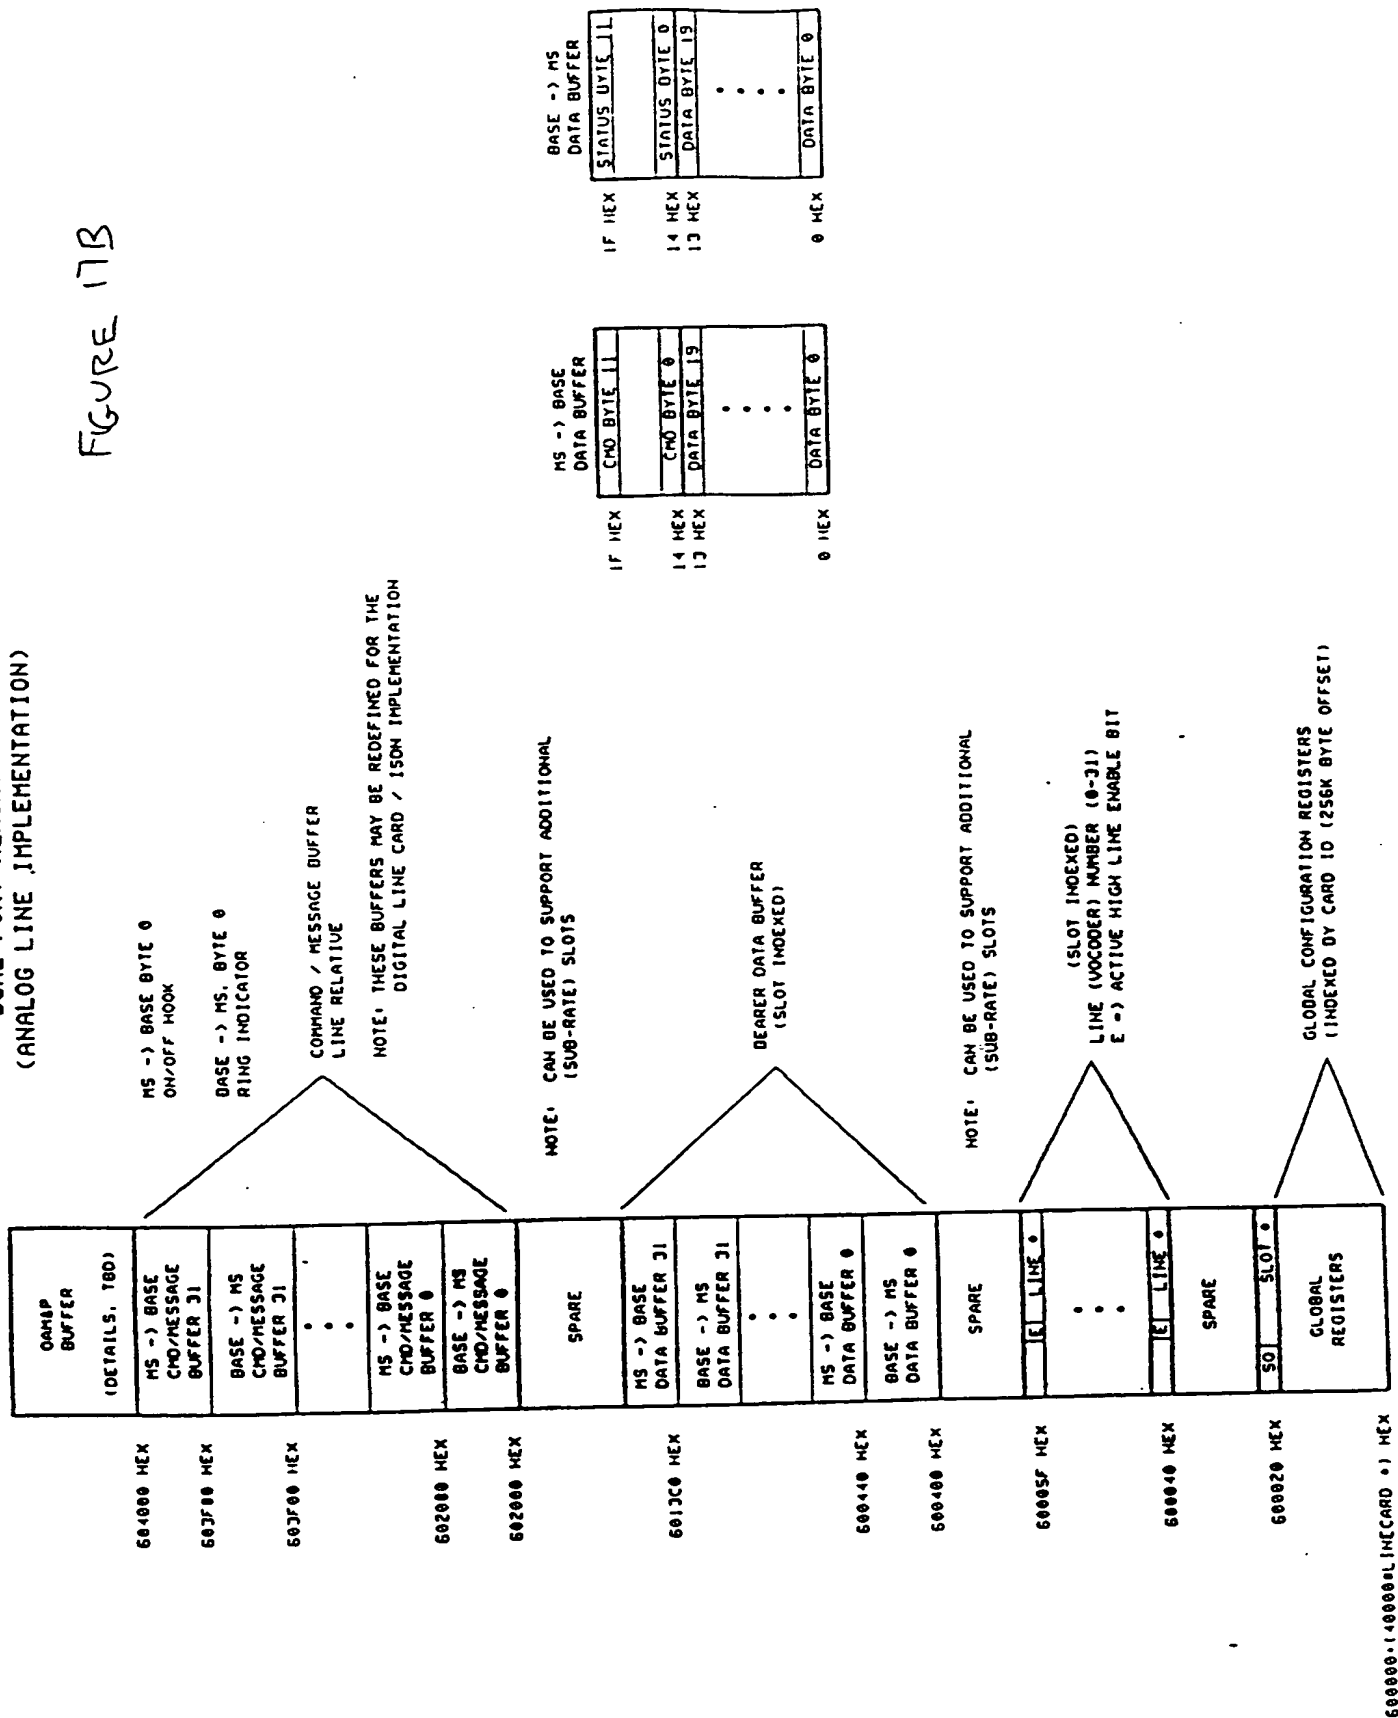 (ANALOG LINE IMPLEMENTATION)
FIGURE 17B
OAM&P
BUFFER
(DETAILS, TBD)
604000 HEX
MS -> BASE
CMD/MESSAGE
BUFFER 31
603F80 HEX
BASE -> MS
CMD/MESSAGE
BUFFER 31
603F00 HEX
MS -> BASE
CMD/MESSAGE
BUFFER 0
602080 HEX
BASE -> MS
CMD/MESSAGE
BUFFER 0
602000 HEX
SPARE
MS -> BASE
DATA BUFFER 31
6013C0 HEX
BASE -> MS
DATA BUFFER 31
MS -> BASE
DATA BUFFER 0
600440 HEX
BASE -> MS
DATA BUFFER 0
600400 HEX
SPARE
60005F HEX
E LINE #
600040 HEX
E LINE #
SPARE
600020 HEX
SO SLOT #
GLOBAL
REGISTERS
600000+(40000*LINECARD #) HEX
MS -> BASE BYTE 0
ON/OFF HOOK
BASE -> MS, BYTE 0
RING INDICATOR
COMMAND / MESSAGE BUFFER
LINE RELATIVE
NOTE: THESE BUFFERS MAY BE REDEFINED FOR THE
DIGITAL LINE CARD / ISDN IMPLEMENTATION
NOTE: CAN BE USED TO SUPPORT ADDITIONAL
(SUB-RATE) SLOTS
BEARER DATA BUFFER
(SLOT INDEXED)
NOTE: CAN BE USED TO SUPPORT ADDITIONAL
(SUB-RATE) SLOTS
(SLOT INDEXED)
LINE (VOCODER) NUMBER (0-31)
E => ACTIVE HIGH LINE ENABLE BIT
GLOBAL CONFIGURATION REGISTERS
(INDEXED BY CARD ID (256K BYTE OFFSET)
MS -> BASE
DATA BUFFER
1F HEX
CMD BYTE 11
14 HEX
CMD BYTE 0
13 HEX
DATA BYTE 19
0 HEX
DATA BYTE 0
BASE -> MS
DATA BUFFER
1F HEX
STATUS BYTE 11
14 HEX
STATUS BYTE 0
13 HEX
DATA BYTE 19
0 HEX
DATA BYTE 0